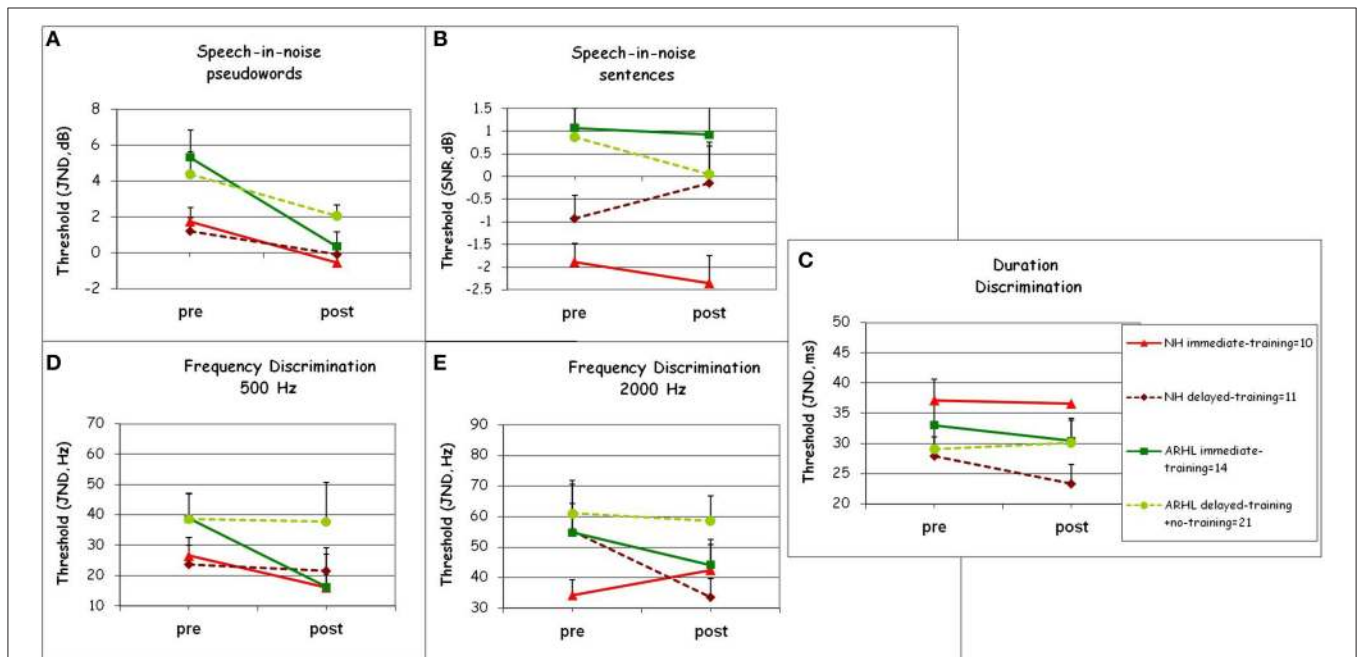 A
Speech-in-noise
pseudowords
Threshold (JND, dB)
8
6
4
2
0
-2
pre post
B
Speech-in-noise
sentences
Threshold (SNR, dB)
1.5
1
0.5
0
-0.5
-1
-1.5
-2
-2.5
pre post
C
Duration
Discrimination
Threshold (JND, ms)
50
45
40
35
30
25
20
pre post
NH immediate-training=10
NH delayed-training=11
ARHL immediate-
training=14
ARHL delayed-training
+no-training=21
D
Frequency Discrimination
500 Hz
Threshold (JND, Hz)
70
60
50
40
30
20
10
pre post
E
Frequency Discrimination
2000 Hz
Threshold (JND, Hz)
90
80
70
60
50
40
30
pre post